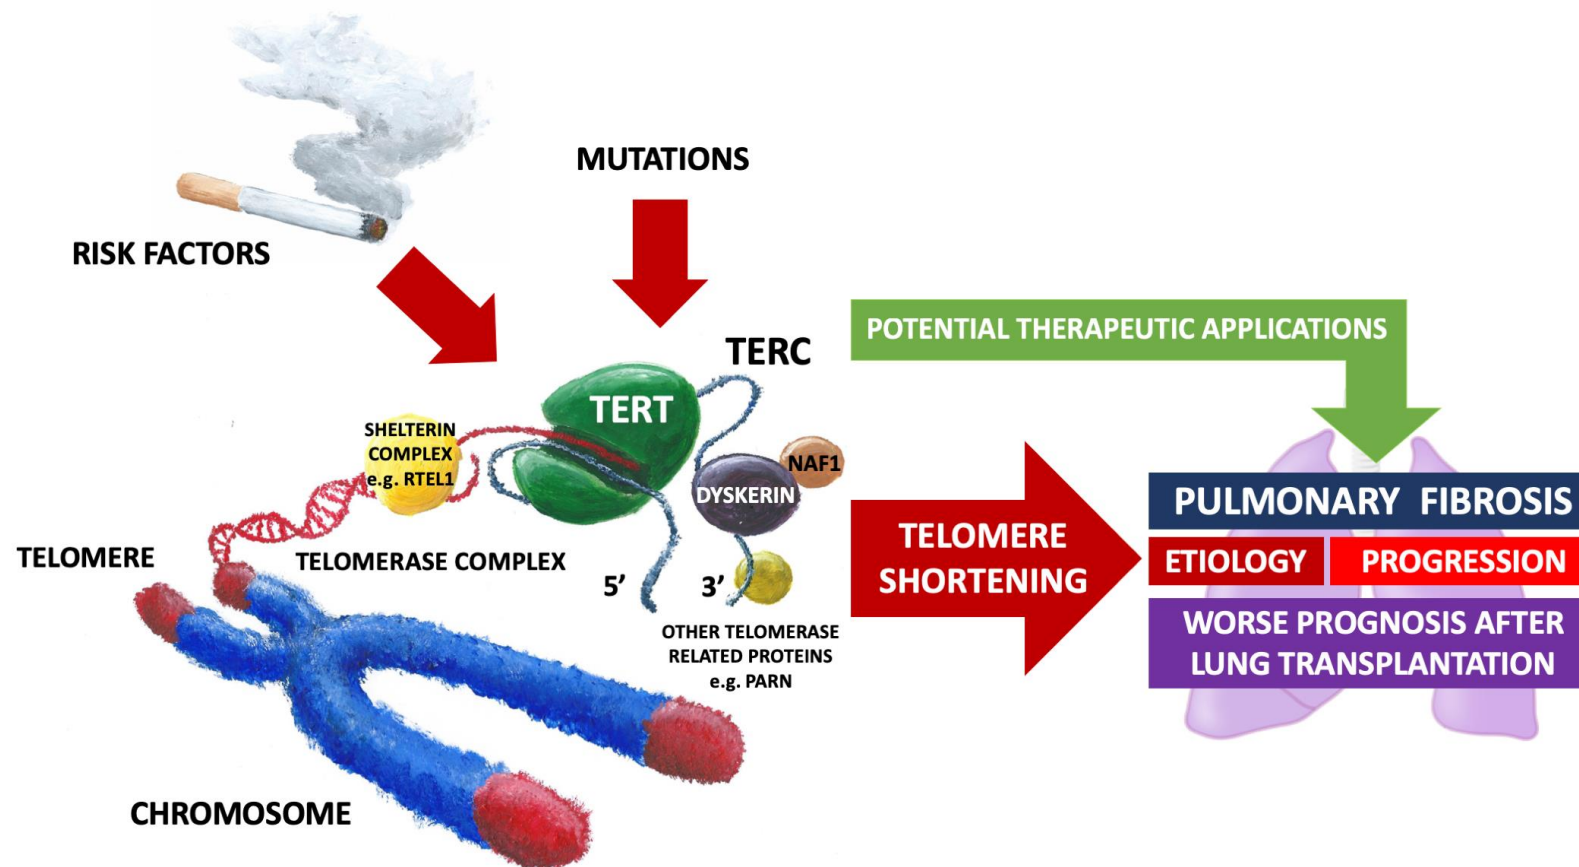 MUTATIONS
RISK FACTORS
TERC
TERT
SHELTERIN
COMPLEX
e.g. RTEL1
NAF1
DYSKERIN
TELOMERE
TELOMERASE COMPLEX
5’
3’
OTHER TELOMERASE
RELATED PROTEINS
e.g. PARN
CHROMOSOME
POTENTIAL THERAPEUTIC APPLICATIONS
TELOMERE
SHORTENING
PULMONARY FIBROSIS
ETIOLOGY
PROGRESSION
WORSE PROGNOSIS AFTER
LUNG TRANSPLANTATION